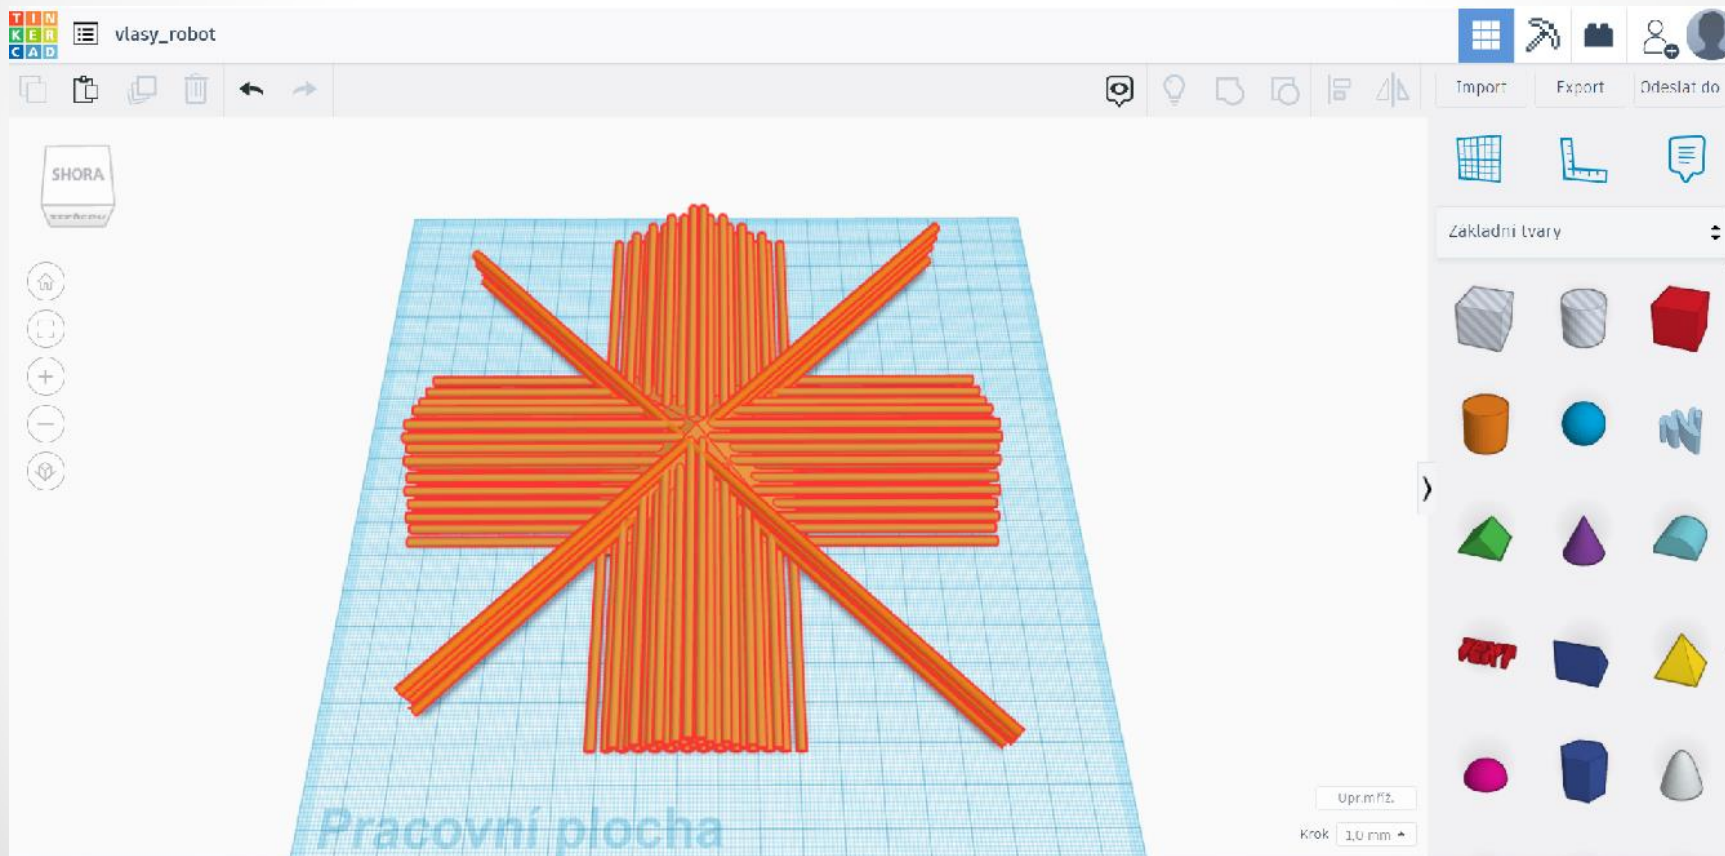 TIN
KER
CAD
vlasy_robot
Import
Export
Odeslat do
SHORA
Základní tvary
TEXT
Pracovní plocha
Upr.mříž.
Krok
1,0 mm